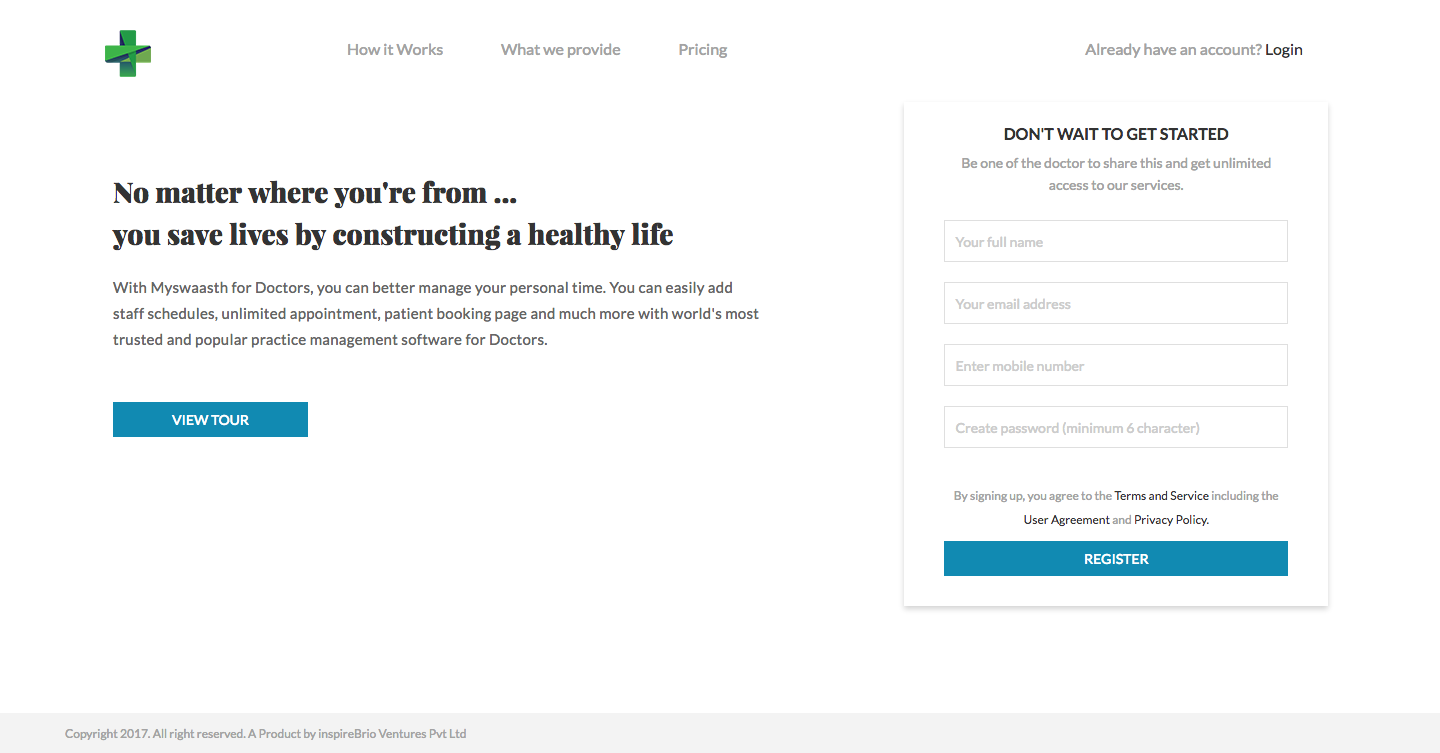 How it Works
What we provide
Pricing
Already have an account? Login
No matter where you're from ...
you save lives by constructing a healthy life
With Myswaasth for Doctors, you can better manage your personal time. You can easily add
staff schedules, unlimited appointment, patient booking page and much more with world's most
trusted and popular practice management software for Doctors.
VIEW TOUR
DON'T WAIT TO GET STARTED
Be one of the doctor to share this and get unlimited
access to our services.
Your full name
Your email address
Enter mobile number
Create password (minimum 6 character)
By signing up, you agree to the Terms and Service including the
User Agreement and Privacy Policy.
REGISTER
Copyright 2017. All right reserved. A Product by inspireBrio Ventures Pvt Ltd